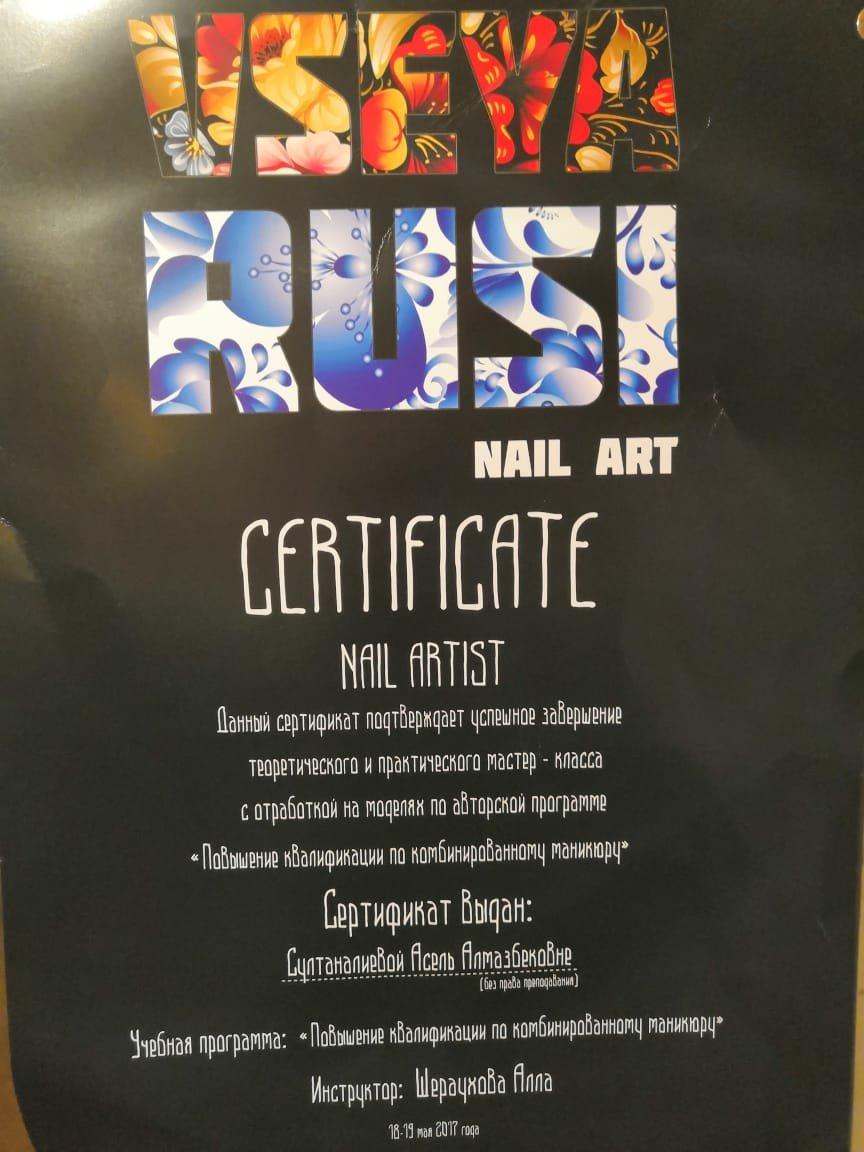 VSEYA
RUSI
NAIL ART
CERTIFICATE
NAIL ARTIST
Данный сертификат подтверждает успешное завершение
теоретического и практического мастер - класса
с отработкой на моделях по авторской программе
«Повышение квалификации по комбинированному маникюру»
Сертификат выдан:
Султаналиевой Асель Алмазбековне
(без права преподавания)
Учебная программа: «Повышение квалификации по комбинированному маникюру»
Инструктор: Шераухова Алла
18-19 мая 2017 года